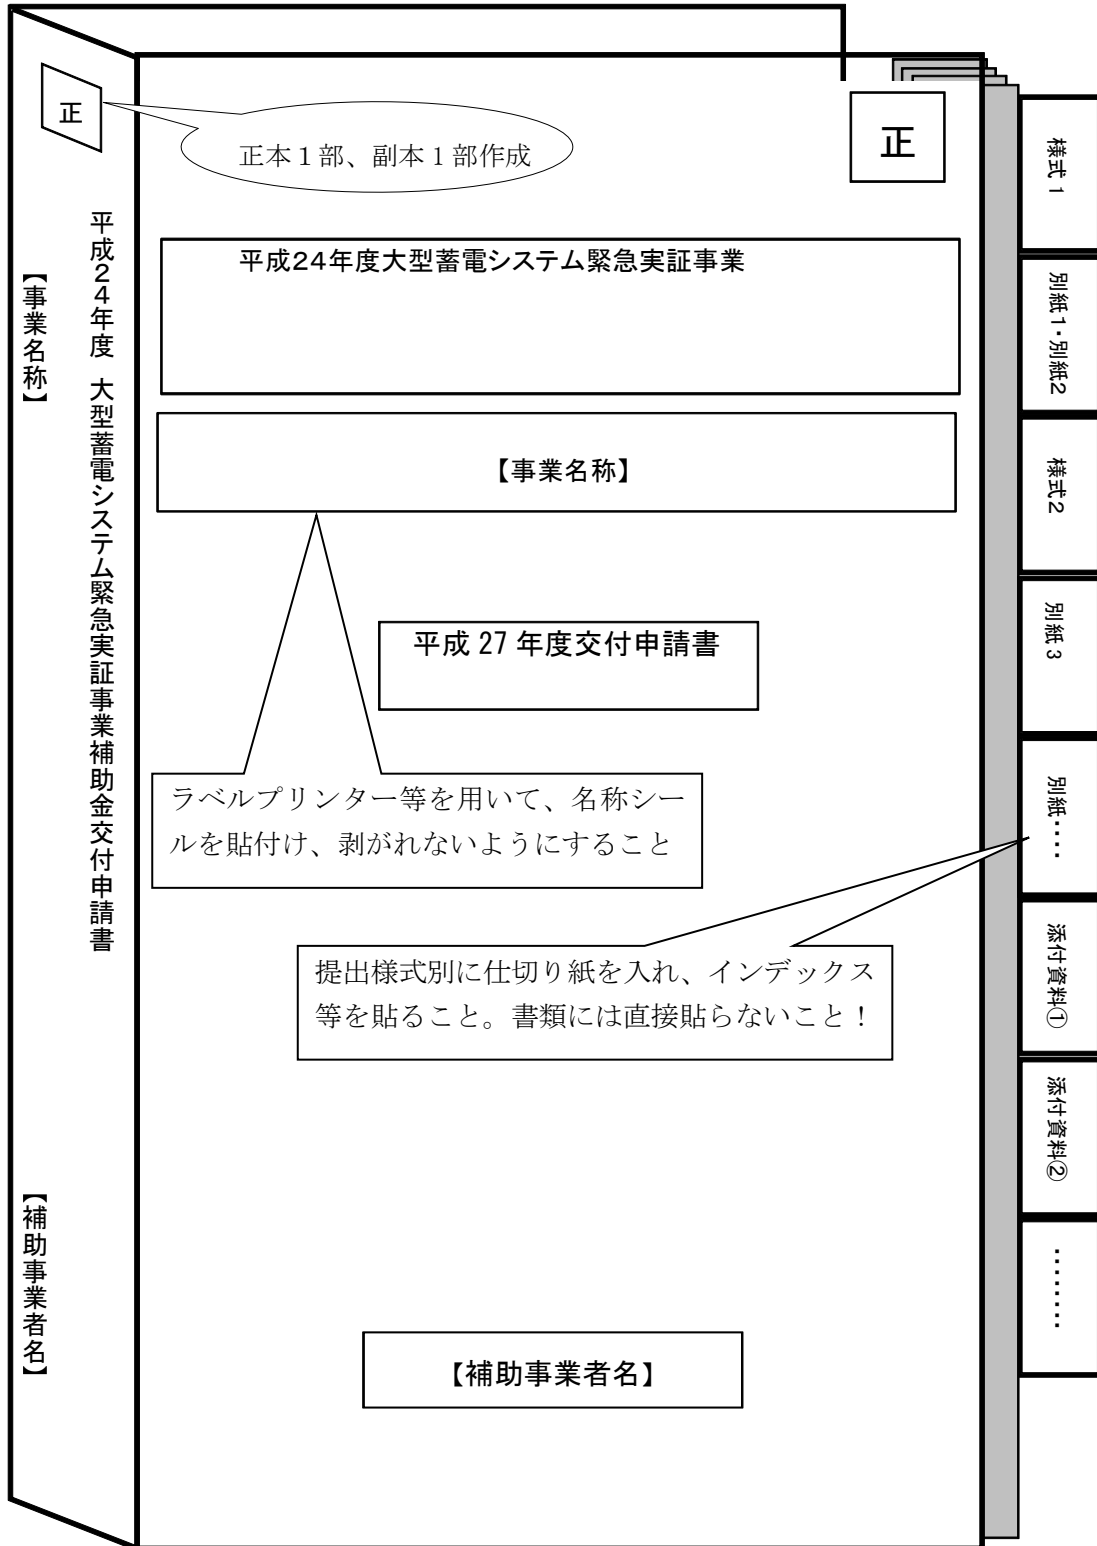 正
正本１部、副本１部作成
正
平成２４年度 大型蓄電システム緊急実証事業補助金交付申請書
【事業名称】
【補助事業者名】
平成２４年度大型蓄電システム緊急実証事業
【事業名称】
平成 27 年度交付申請書
ラベルプリンター等を用いて、名称シー
ルを貼付け、剥がれないようにすること
提出様式別に仕切り紙を入れ、インデックス
等を貼ること。書類には直接貼らないこと！
【補助事業者名】
様式 1
別紙１・別紙２
様式２
別紙 3
別紙・・・・
添付資料①
添付資料②
………